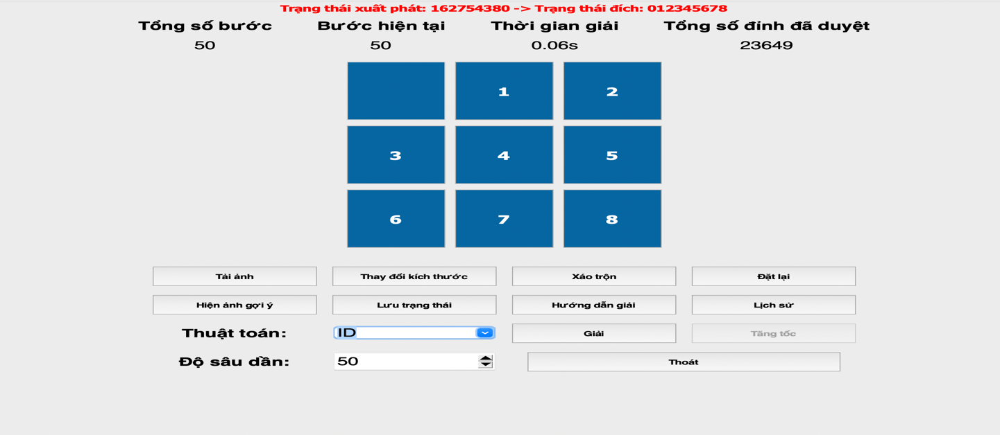 Trạng thái xuất phát: 162754380 -> Trạng thái đích: 012345678
Tổng số bước Bước hiện tại Thời gian giải Tổng số đỉnh đã duyệt
50 50 0.06s 23649
1 2
3 4 5
6 7 8
Tải ảnh Thay đổi kích thước Xáo trộn Đặt lại
Hiện ảnh gợi ý Lưu trạng thái Hướng dẫn giải Lịch sử
Thuật toán: ID Giải Tăng tốc
Độ sâu dần: 50 Thoát